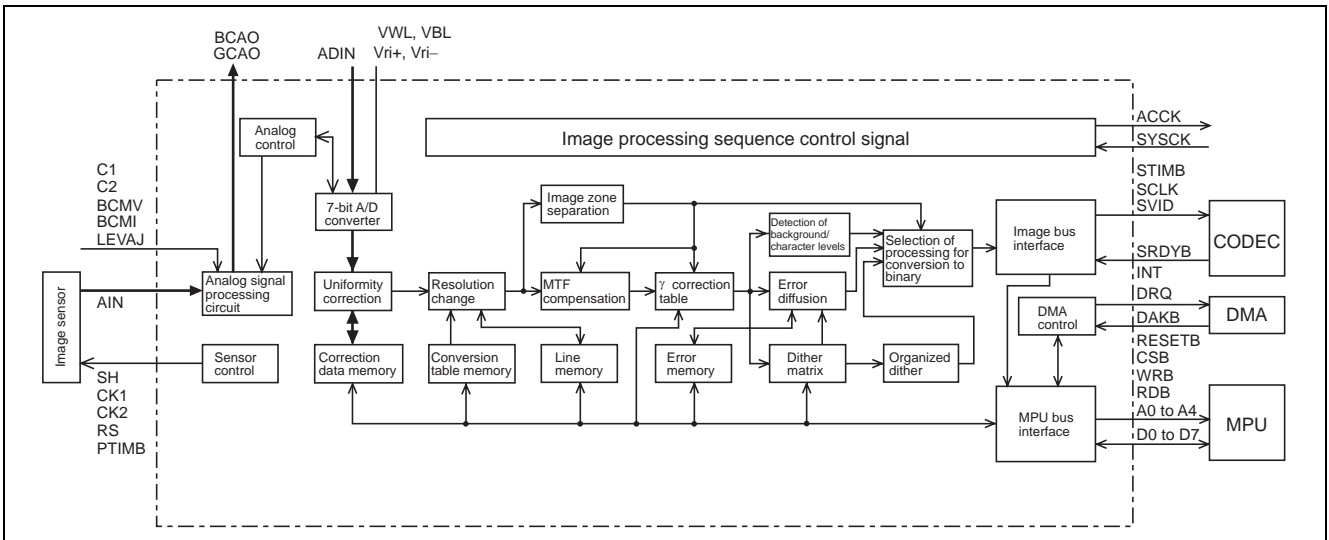 BCAO
GCAO
ADIN
VWL, VBL
Vri+, Vri–
Analog
control
Image processing sequence control signal
ACCK
SYSCK
C1
C2
BCMV
BCMI
LEVAJ
7-bit A/D
converter
Image zone
separation
Detection of
background/
character levels
Selection of
processing for
conversion to
binary
Image bus
interface
STIMB
SCLK
SVID
SRDYB
INT
CODEC
Image sensor
AIN
Analog signal
processing
circuit
Uniformity
correction
Resolution
change
MTF
compensation
γ correction
table
Error
diffusion
DMA
control
DRQ
DAKB
DMA
Sensor
control
Correction
data memory
Conversion
table memory
Line
memory
Error
memory
Dither
matrix
Organized
dither
RESETB
CSB
WRB
RDB
SH
CK1
CK2
RS
PTIMB
MPU bus
interface
A0 to A4
D0 to D7
MPU